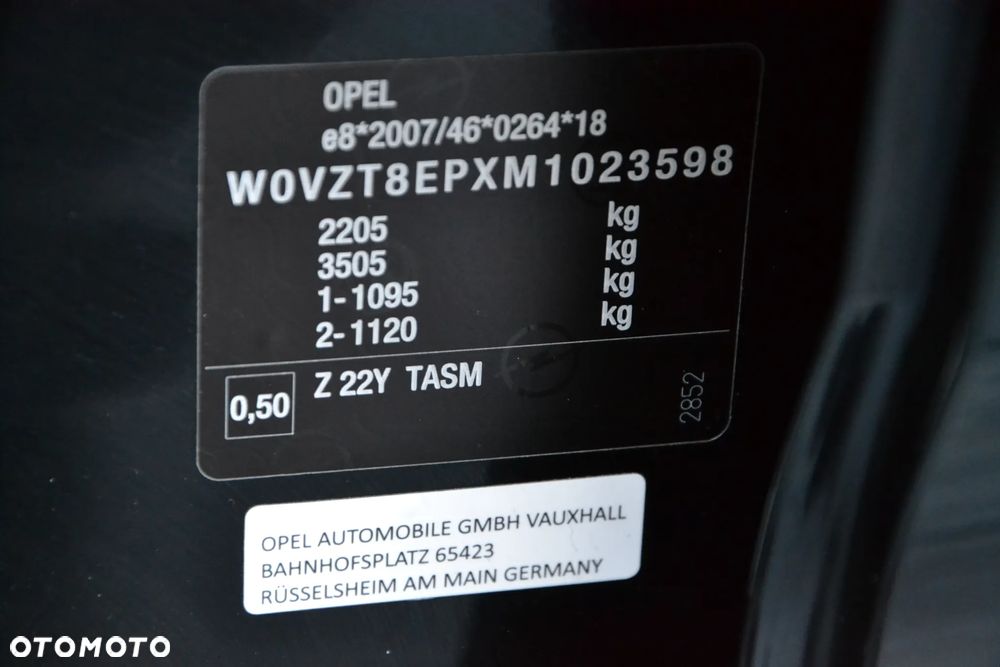 OPEL
e8*2007/46*0264*18
W0VZT8EPXM1023598
2205 kg
3505 kg
1-1095 kg
2-1120 kg
0,50 Z 22Y TASM
2852
OPEL AUTOMOBILE GMBH VAUXHALL
BAHNHOFSPLATZ 65423
RÜSSELSHEIM AM MAIN GERMANY
OTOMOTO